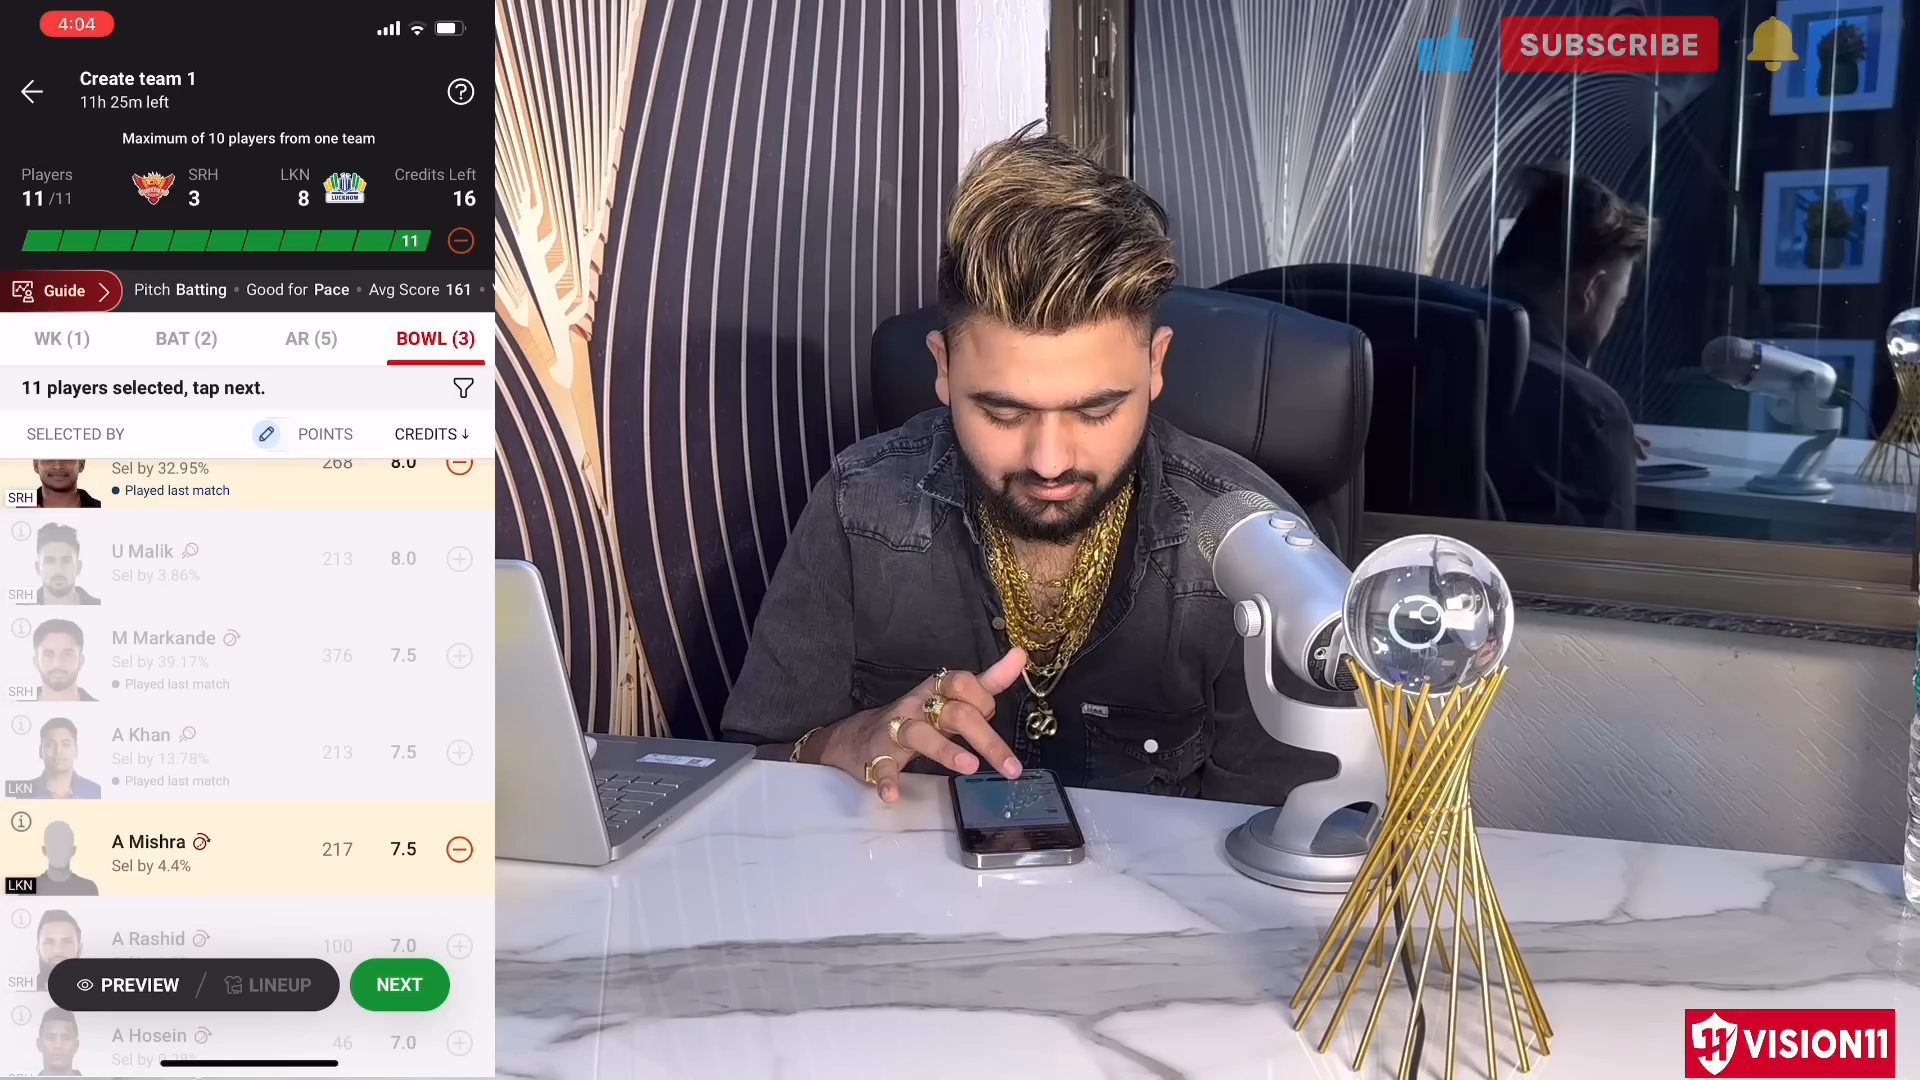 4:04
Create team 1
11h 25m left
Maximum of 10 players from one team
Players
11 /11
SRH
3
LKN
8
LUCKNOW
Credits Left
16
11
Guide
Pitch Batting • Good for Pace • Avg Score 161 •
WK (1)
BAT (2)
AR (5)
BOWL (3)
11 players selected, tap next.
SELECTED BY
POINTS
CREDITS ↓
Sel by 32.95%
268
8.0
SRH
Played last match
U Malik
Sel by 3.86%
213
8.0
SRH
M Markande
Sel by 39.17%
376
7.5
SRH
Played last match
A Khan
Sel by 13.78%
213
7.5
LKN
Played last match
A Mishra
Sel by 4.4%
217
7.5
LKN
A Rashid
100
7.0
SRH
PREVIEW / LINEUP
NEXT
A Hosein
Sel by
46
7.0
SUBSCRIBE
VISION11